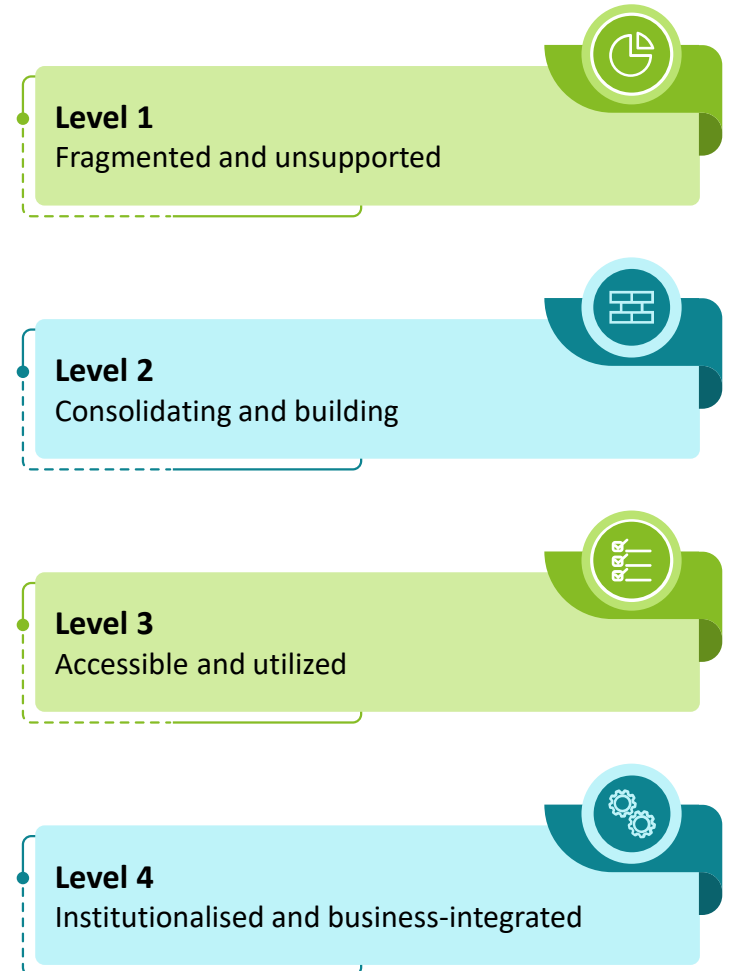 Level 1
Fragmented and unsupported
Level 2
Consolidating and building
Level 3
Accessible and utilized
Level 4
Institutionalised and business-integrated